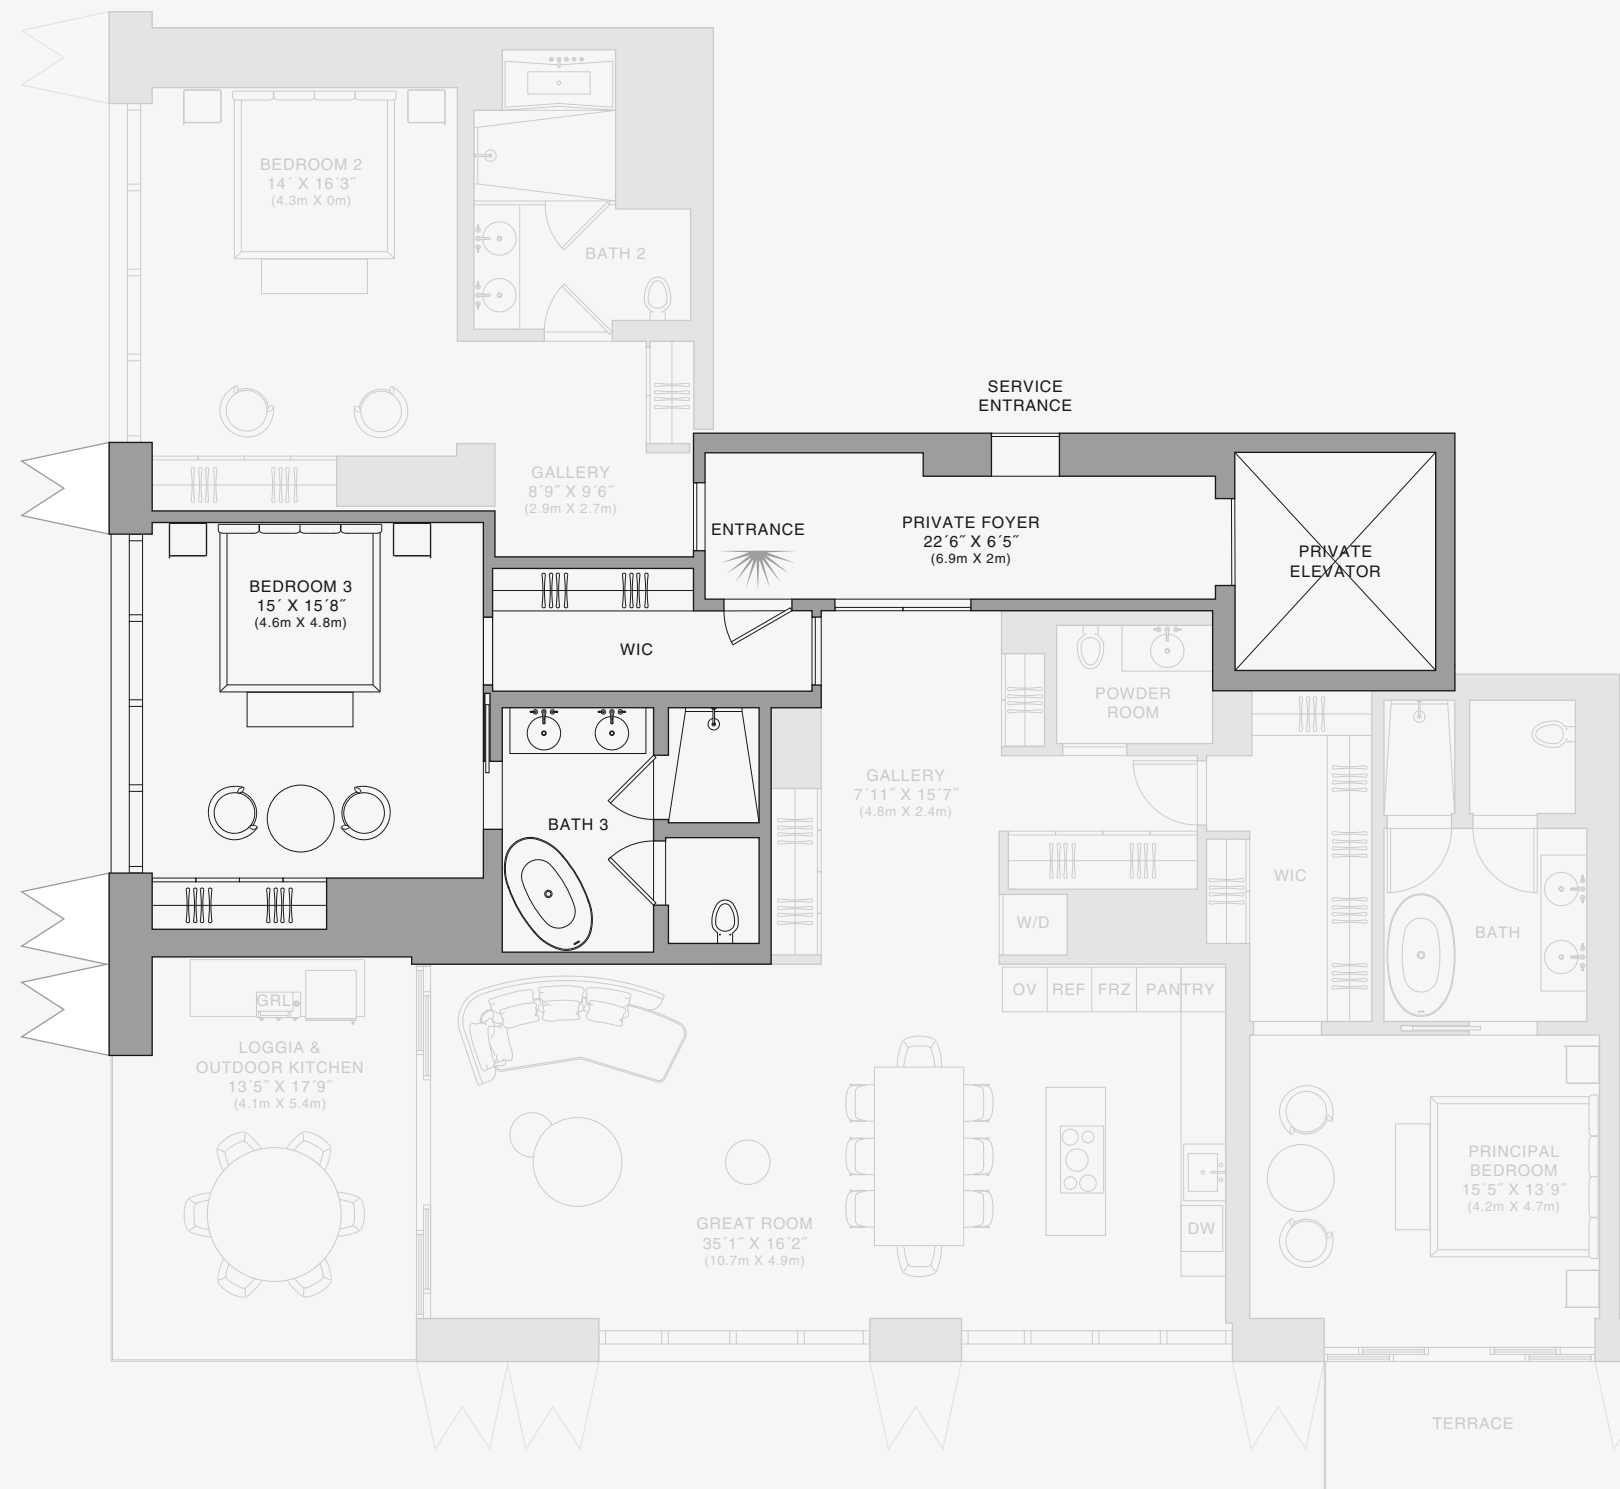 BEDROOM 2
14´ X 16´3˝
(4.3m X 0m)
BATH 2
SERVICE
ENTRANCE
GALLERY
8´9˝ X 9´6˝
(2.9m X 2.7m)
ENTRANCE
PRIVATE FOYER
22´6˝ X 6´5˝
(6.9m X 2m)
PRIVATE
ELEVATOR
BEDROOM 3
15´ X 15´8˝
(4.6m X 4.8m)
WIC
POWDER
ROOM
GALLERY
7´11˝ X 15´7˝
(4.8m X 2.4m)
BATH 3
WIC
W/D
BATH
OV
REF
FRZ
PANTRY
GRL
LOGGIA &
OUTDOOR KITCHEN
13´5˝ X 17´9˝
(4.1m X 5.4m)
PRINCIPAL
BEDROOM
15´5˝ X 13´9˝
(4.2m X 4.7m)
GREAT ROOM
35´1˝ X 16´2˝
(10.7m X 4.9m)
DW
TERRACE